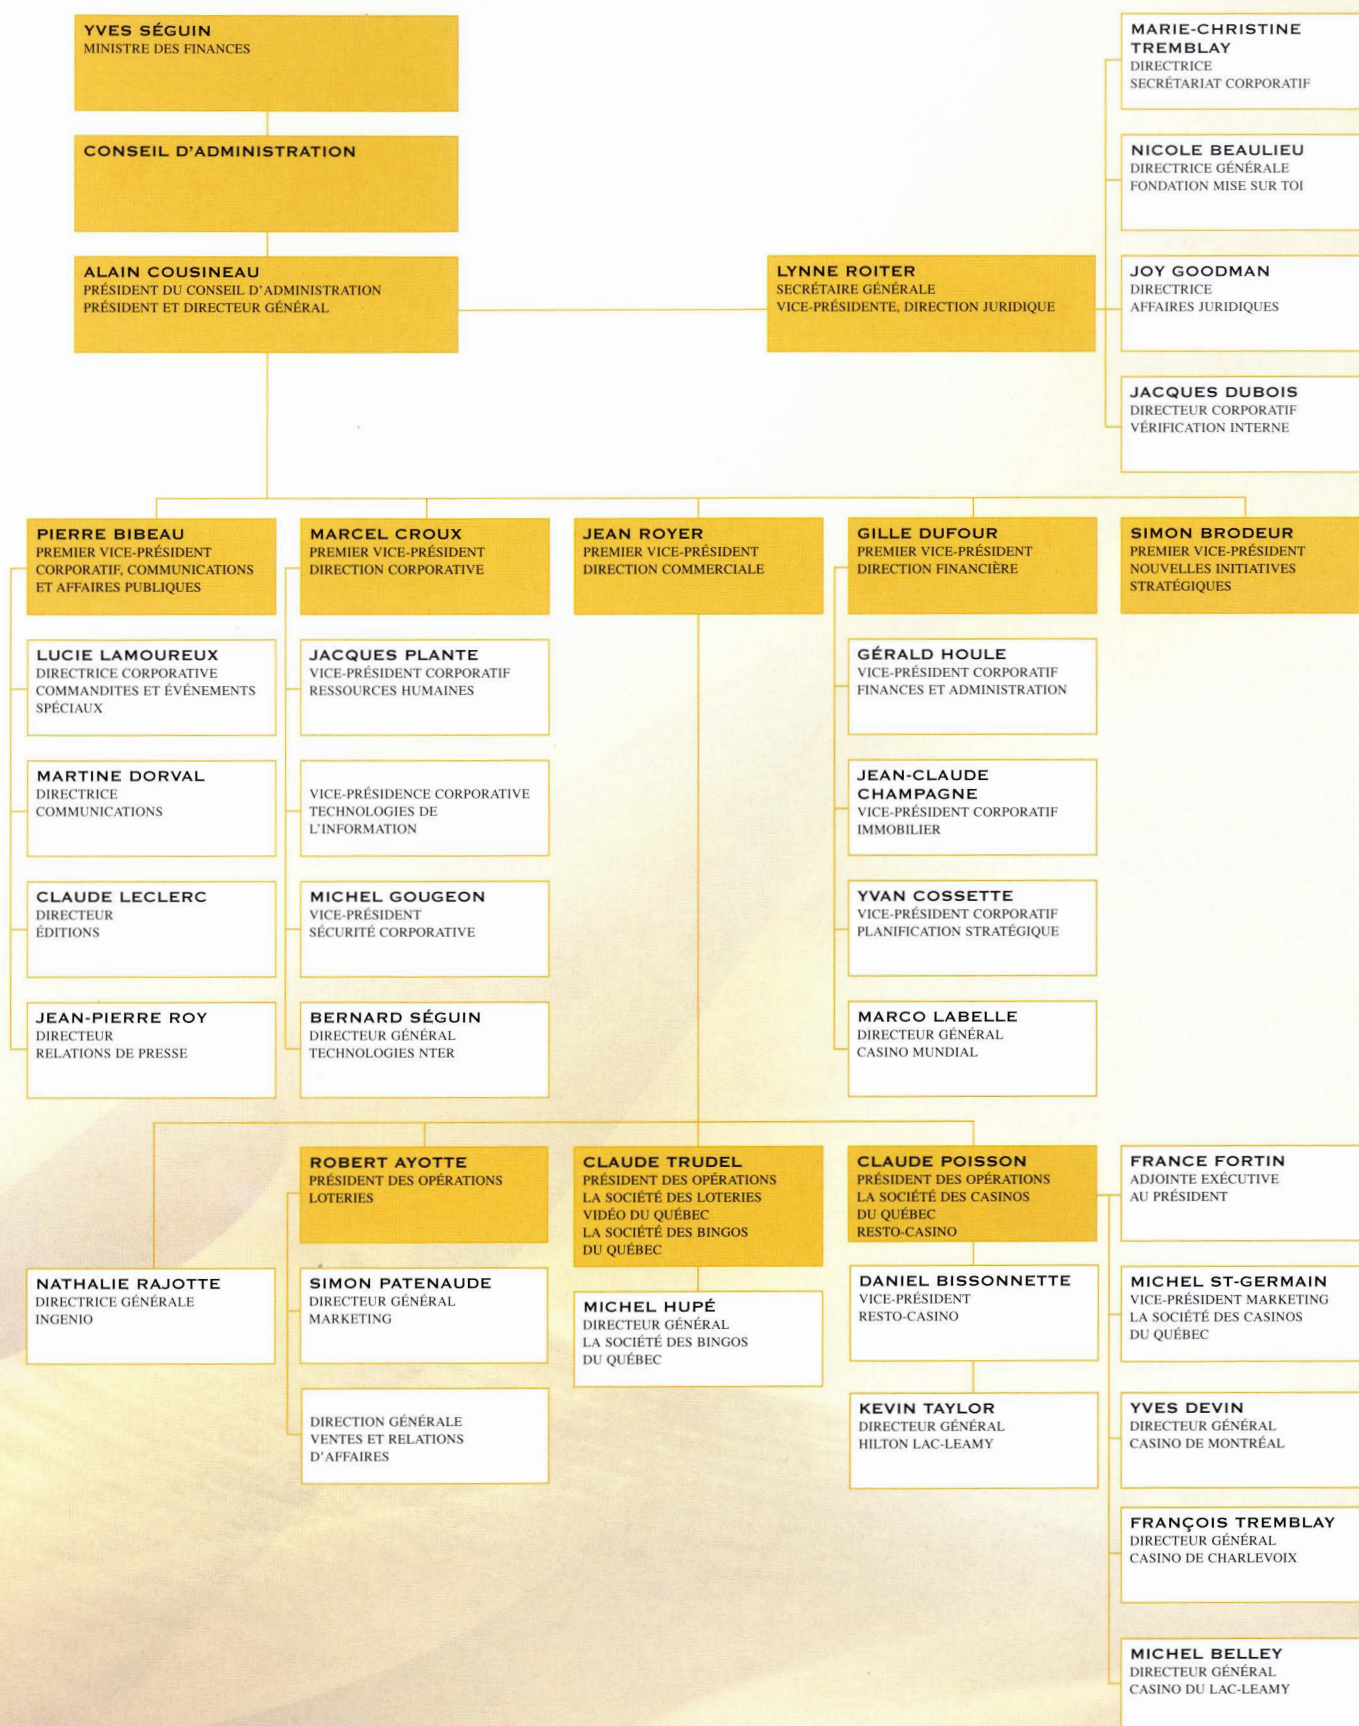 YVES SÉGUIN
MINISTRE DES FINANCES
CONSEIL D'ADMINISTRATION
ALAIN COUSINEAU
PRÉSIDENT DU CONSEIL D'ADMINISTRATION
PRÉSIDENT ET DIRECTEUR GÉNÉRAL
LYNNE ROITER
SECRÉTAIRE GÉNÉRALE
VICE-PRÉSIDENTE, DIRECTION JURIDIQUE
MARIE-CHRISTINE
TREMBLAY
DIRECTRICE
SECRÉTARIAT CORPORATIF
NICOLE BEAULIEU
DIRECTRICE GÉNÉRALE
FONDATION MISE SUR TOI
JOY GOODMAN
DIRECTRICE
AFFAIRES JURIDIQUES
JACQUES DUBOIS
DIRECTEUR CORPORATIF
VÉRIFICATION INTERNE
PIERRE BIBEAU
PREMIER VICE-PRÉSIDENT
CORPORATIF, COMMUNICATIONS
ET AFFAIRES PUBLIQUES
LUCIE LAMOUREUX
DIRECTRICE CORPORATIVE
COMMANDITES ET ÉVÉNEMENTS
SPÉCIAUX
MARTINE DORVAL
DIRECTRICE
COMMUNICATIONS
CLAUDE LECLERC
DIRECTEUR
ÉDITIONS
JEAN-PIERRE ROY
DIRECTEUR
RELATIONS DE PRESSE
MARCEL CROUX
PREMIER VICE-PRÉSIDENT
DIRECTION CORPORATIVE
JACQUES PLANTE
VICE-PRÉSIDENT CORPORATIF
RESSOURCES HUMAINES
VICE-PRÉSIDENCE CORPORATIVE
TECHNOLOGIES DE
L'INFORMATION
MICHEL GOUGEON
VICE-PRÉSIDENT
SÉCURITÉ CORPORATIVE
BERNARD SÉGUIN
DIRECTEUR GÉNÉRAL
TECHNOLOGIES NTER
JEAN ROYER
PREMIER VICE-PRÉSIDENT
DIRECTION COMMERCIALE
GILLE DUFOUR
PREMIER VICE-PRÉSIDENT
DIRECTION FINANCIÈRE
GÉRALD HOULE
VICE-PRÉSIDENT CORPORATIF
FINANCES ET ADMINISTRATION
JEAN-CLAUDE
CHAMPAGNE
VICE-PRÉSIDENT CORPORATIF
IMMOBILIER
YVAN COSSETTE
VICE-PRÉSIDENT CORPORATIF
PLANIFICATION STRATÉGIQUE
MARCO LABELLE
DIRECTEUR GÉNÉRAL
CASINO MUNDIAL
SIMON BRODEUR
PREMIER VICE-PRÉSIDENT
NOUVELLES INITIATIVES
STRATÉGIQUES
NATHALIE RAJOTTE
DIRECTRICE GÉNÉRALE
INGENIO
ROBERT AYOTTE
PRÉSIDENT DES OPÉRATIONS
LOTERIES
SIMON PATENAUDE
DIRECTEUR GÉNÉRAL
MARKETING
DIRECTION GÉNÉRALE
VENTES ET RELATIONS
D'AFFAIRES
CLAUDE TRUDEL
PRÉSIDENT DES OPÉRATIONS
LA SOCIÉTÉ DES LOTERIES
VIDÉO DU QUÉBEC
LA SOCIÉTÉ DES BINGOS
DU QUÉBEC
MICHEL HUPÉ
DIRECTEUR GÉNÉRAL
LA SOCIÉTÉ DES BINGOS
DU QUÉBEC
CLAUDE POISSON
PRÉSIDENT DES OPÉRATIONS
LA SOCIÉTÉ DES CASINOS
DU QUÉBEC
RESTO-CASINO
DANIEL BISSONNETTE
VICE-PRÉSIDENT
RESTO-CASINO
KEVIN TAYLOR
DIRECTEUR GÉNÉRAL
HILTON LAC-LEAMY
FRANCE FORTIN
ADJOINTE EXÉCUTIVE
AU PRÉSIDENT
MICHEL ST-GERMAIN
VICE-PRÉSIDENT MARKETING
LA SOCIÉTÉ DES CASINOS
DU QUÉBEC
YVES DEVIN
DIRECTEUR GÉNÉRAL
CASINO DE MONTRÉAL
FRANÇOIS TREMBLAY
DIRECTEUR GÉNÉRAL
CASINO DE CHARLEVOIX
MICHEL BELLEY
DIRECTEUR GÉNÉRAL
CASINO DU LAC-LEAMY